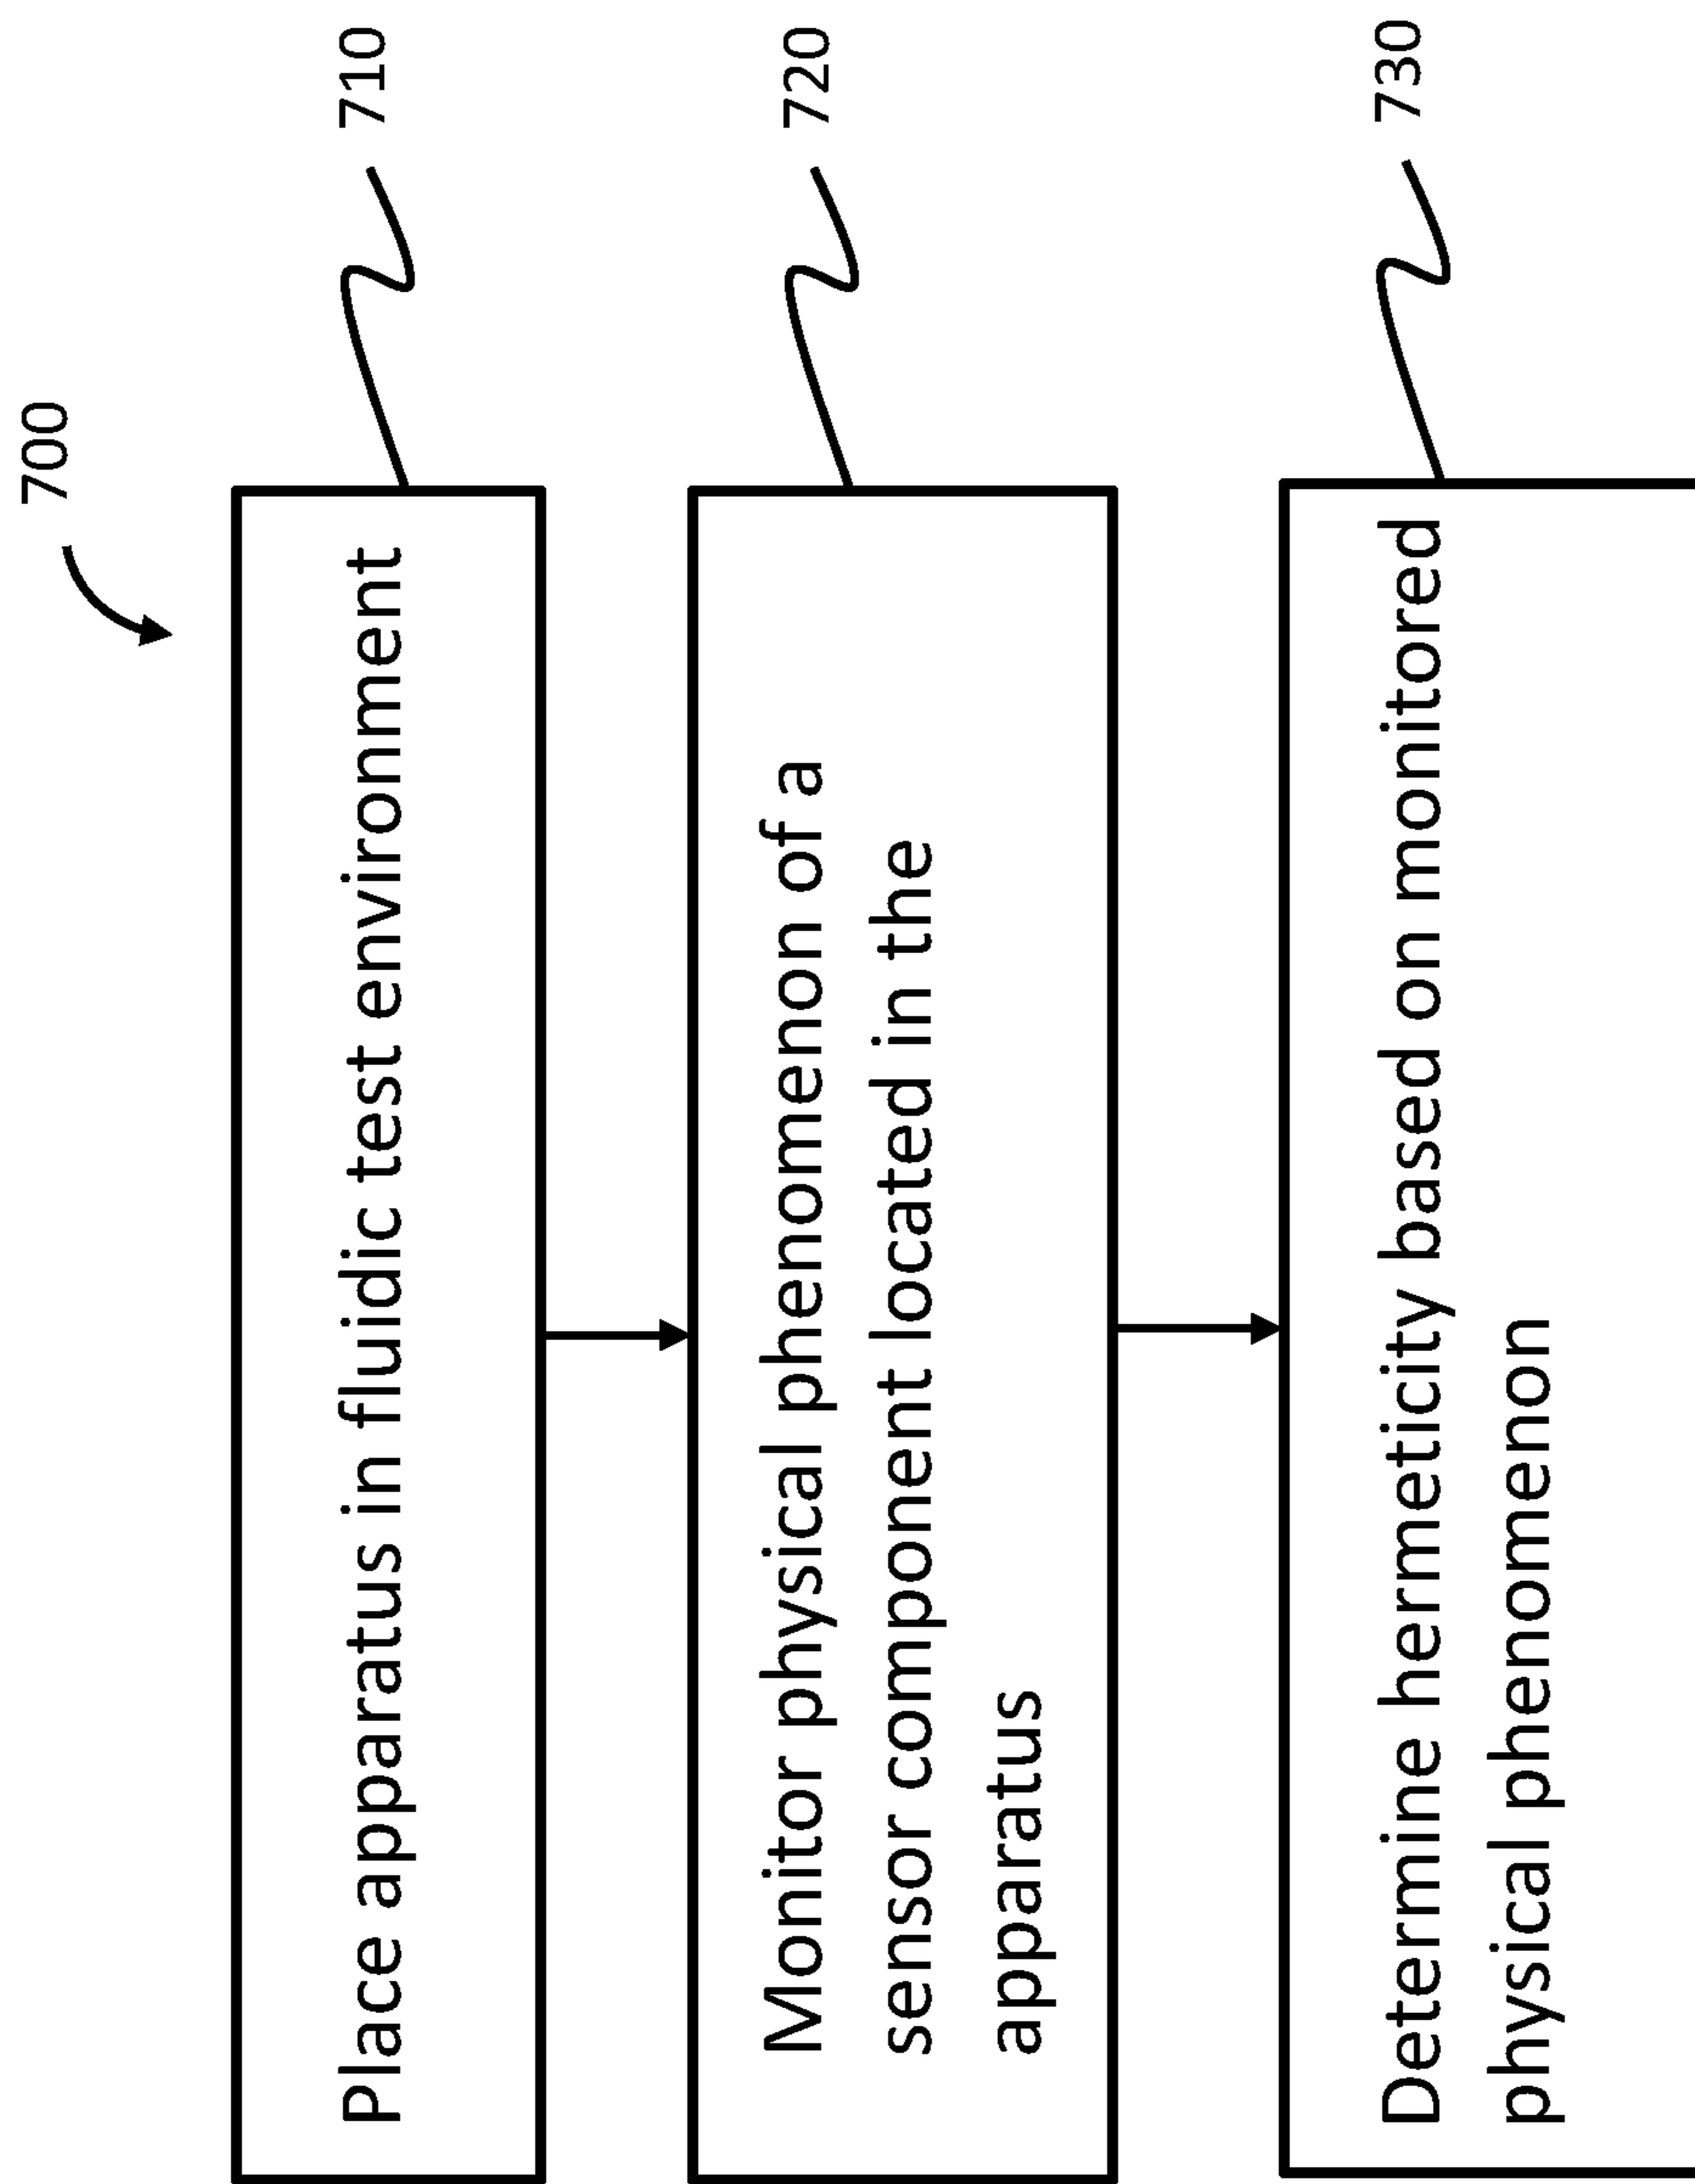 700
Place apparatus in fluidic test environment
710
Monitor physical phenomenon of a
sensor component located in the
apparatus
720
Determine hermeticity based on monitored
physical phenomenon
730